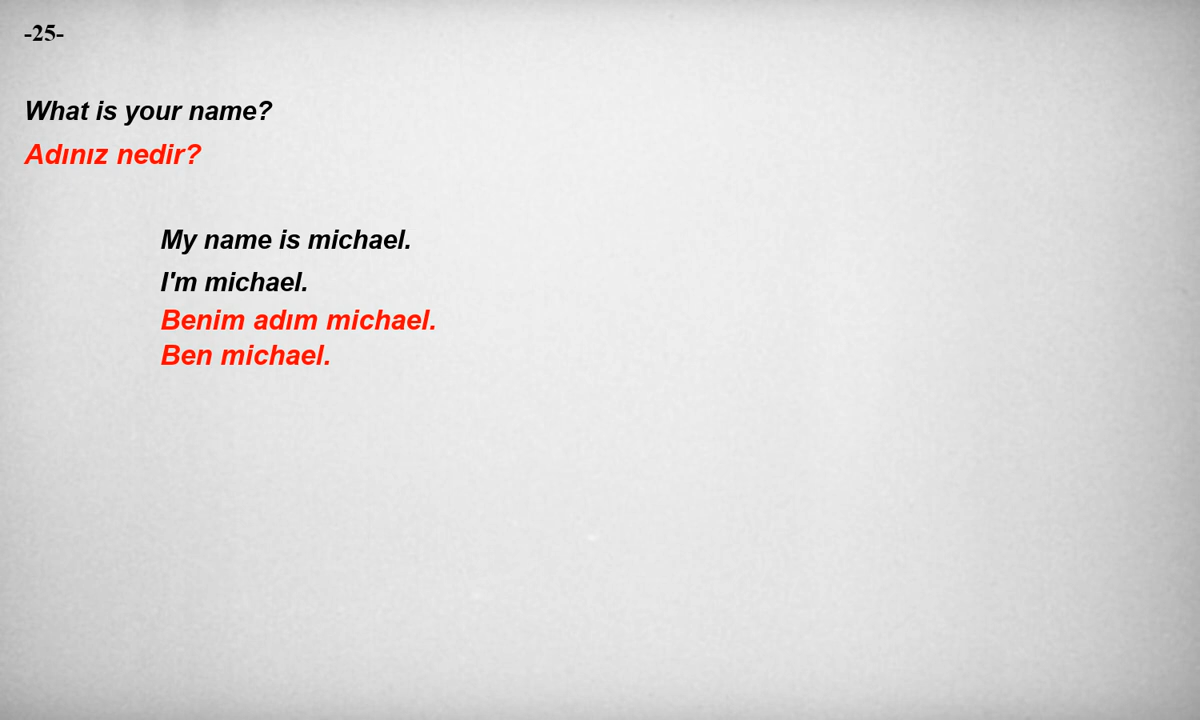 -25-
What is your name?
Adınız nedir?
My name is michael.
I'm michael.
Benim adım michael.
Ben michael.